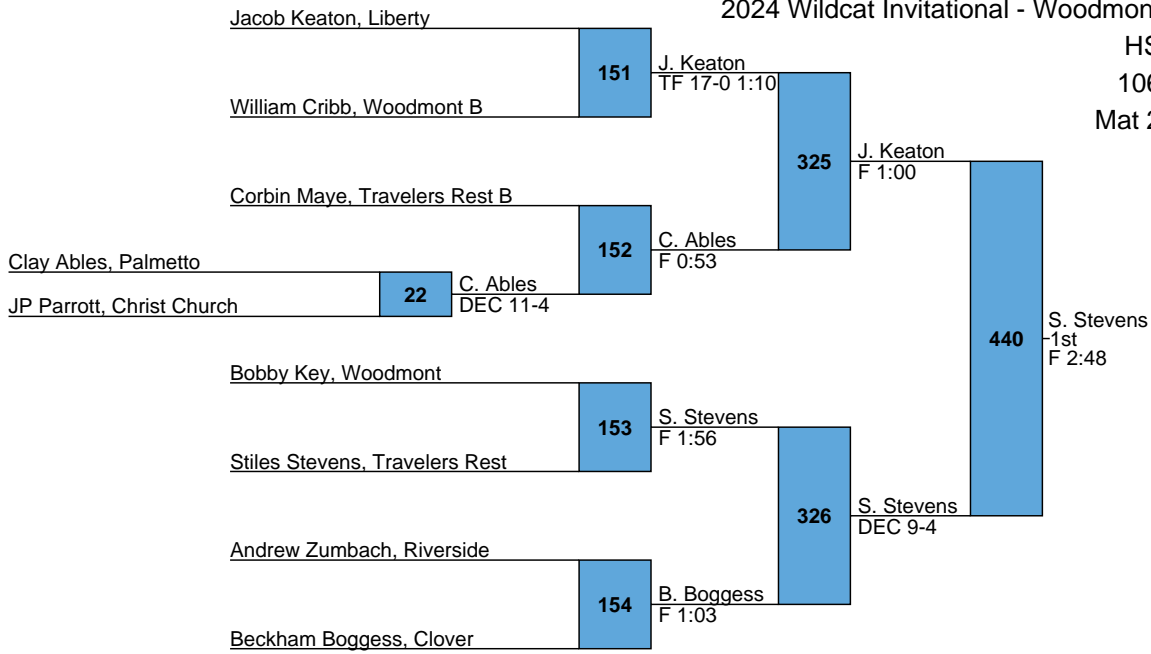 Jacob Keaton, Liberty
2024 Wildcat Invitational - Woodmon
HS
106
Mat 2
151
J. Keaton
TF 17-0 1:10
William Cribb, Woodmont B
325
J. Keaton
F 1:00
Corbin Maye, Travelers Rest B
152
C. Ables
F 0:53
Clay Ables, Palmetto
22
C. Ables
DEC 11-4
JP Parrott, Christ Church
440
S. Stevens
1st
F 2:48
Bobby Key, Woodmont
153
S. Stevens
F 1:56
Stiles Stevens, Travelers Rest
326
S. Stevens
DEC 9-4
Andrew Zumbach, Riverside
154
B. Boggess
F 1:03
Beckham Boggess, Clover